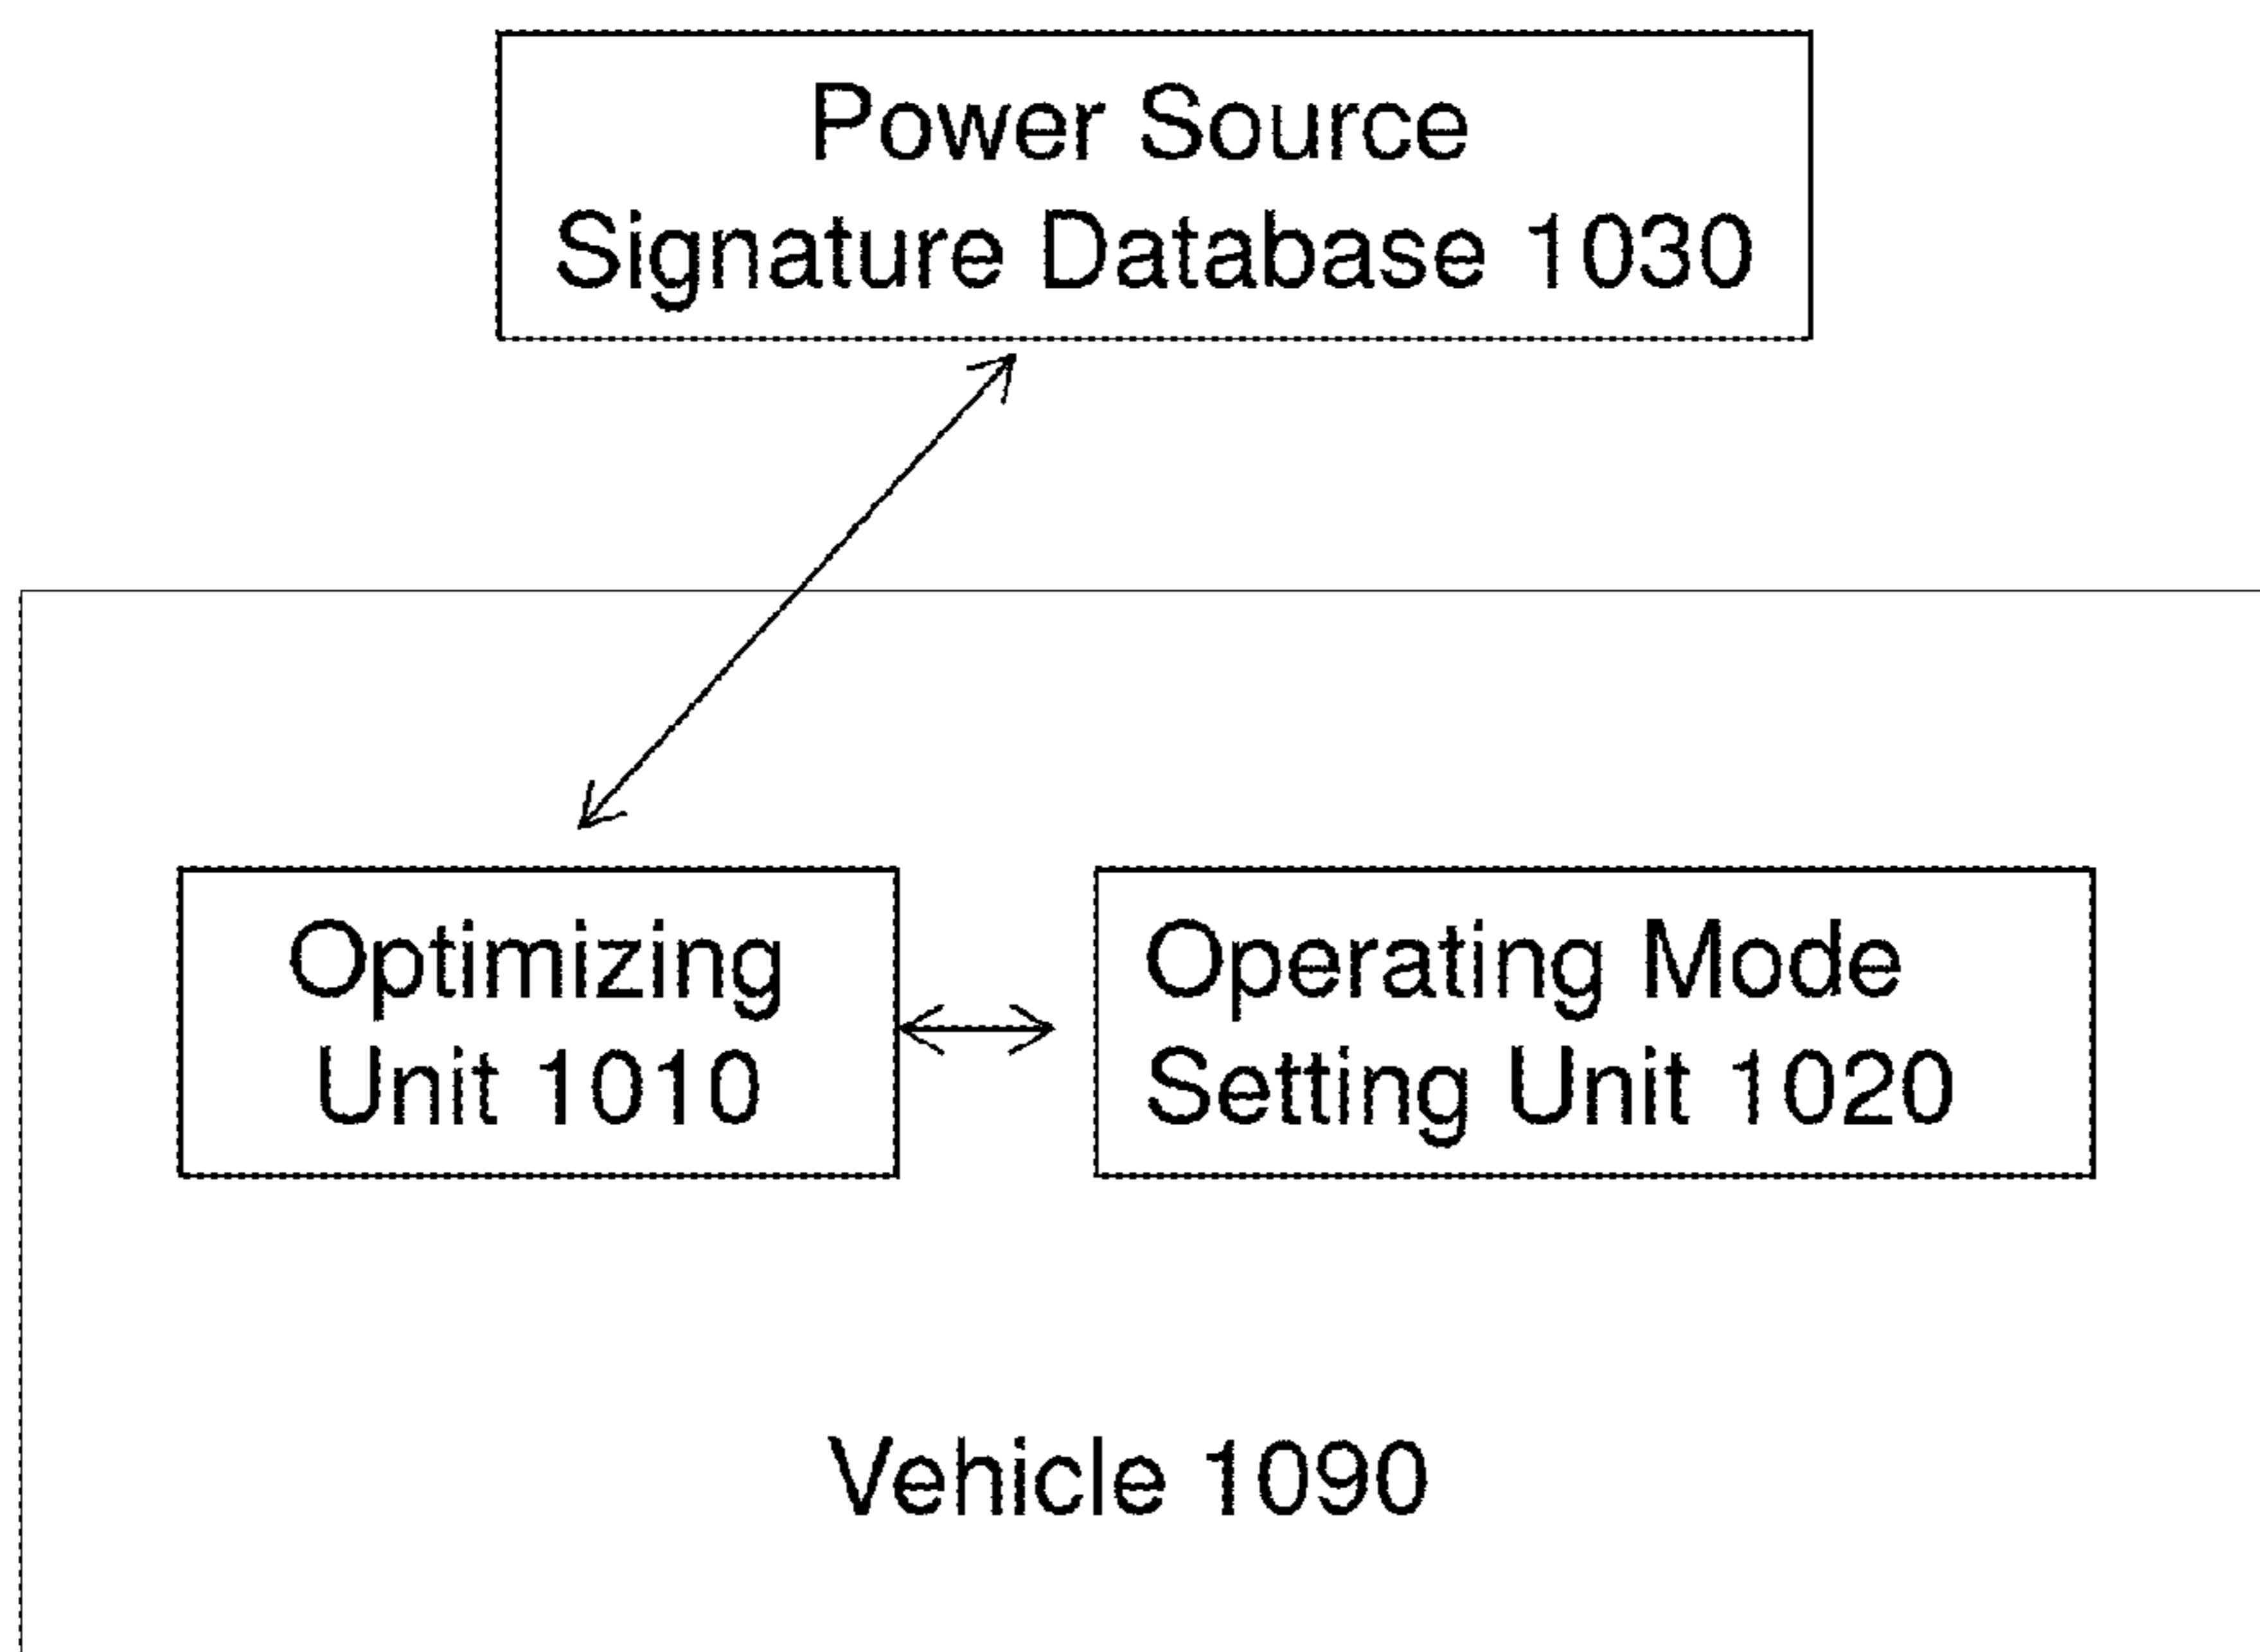 Power Source
Signature Database 1030
Optimizing
Unit 1010
Operating Mode
Setting Unit 1020
Vehicle 1090